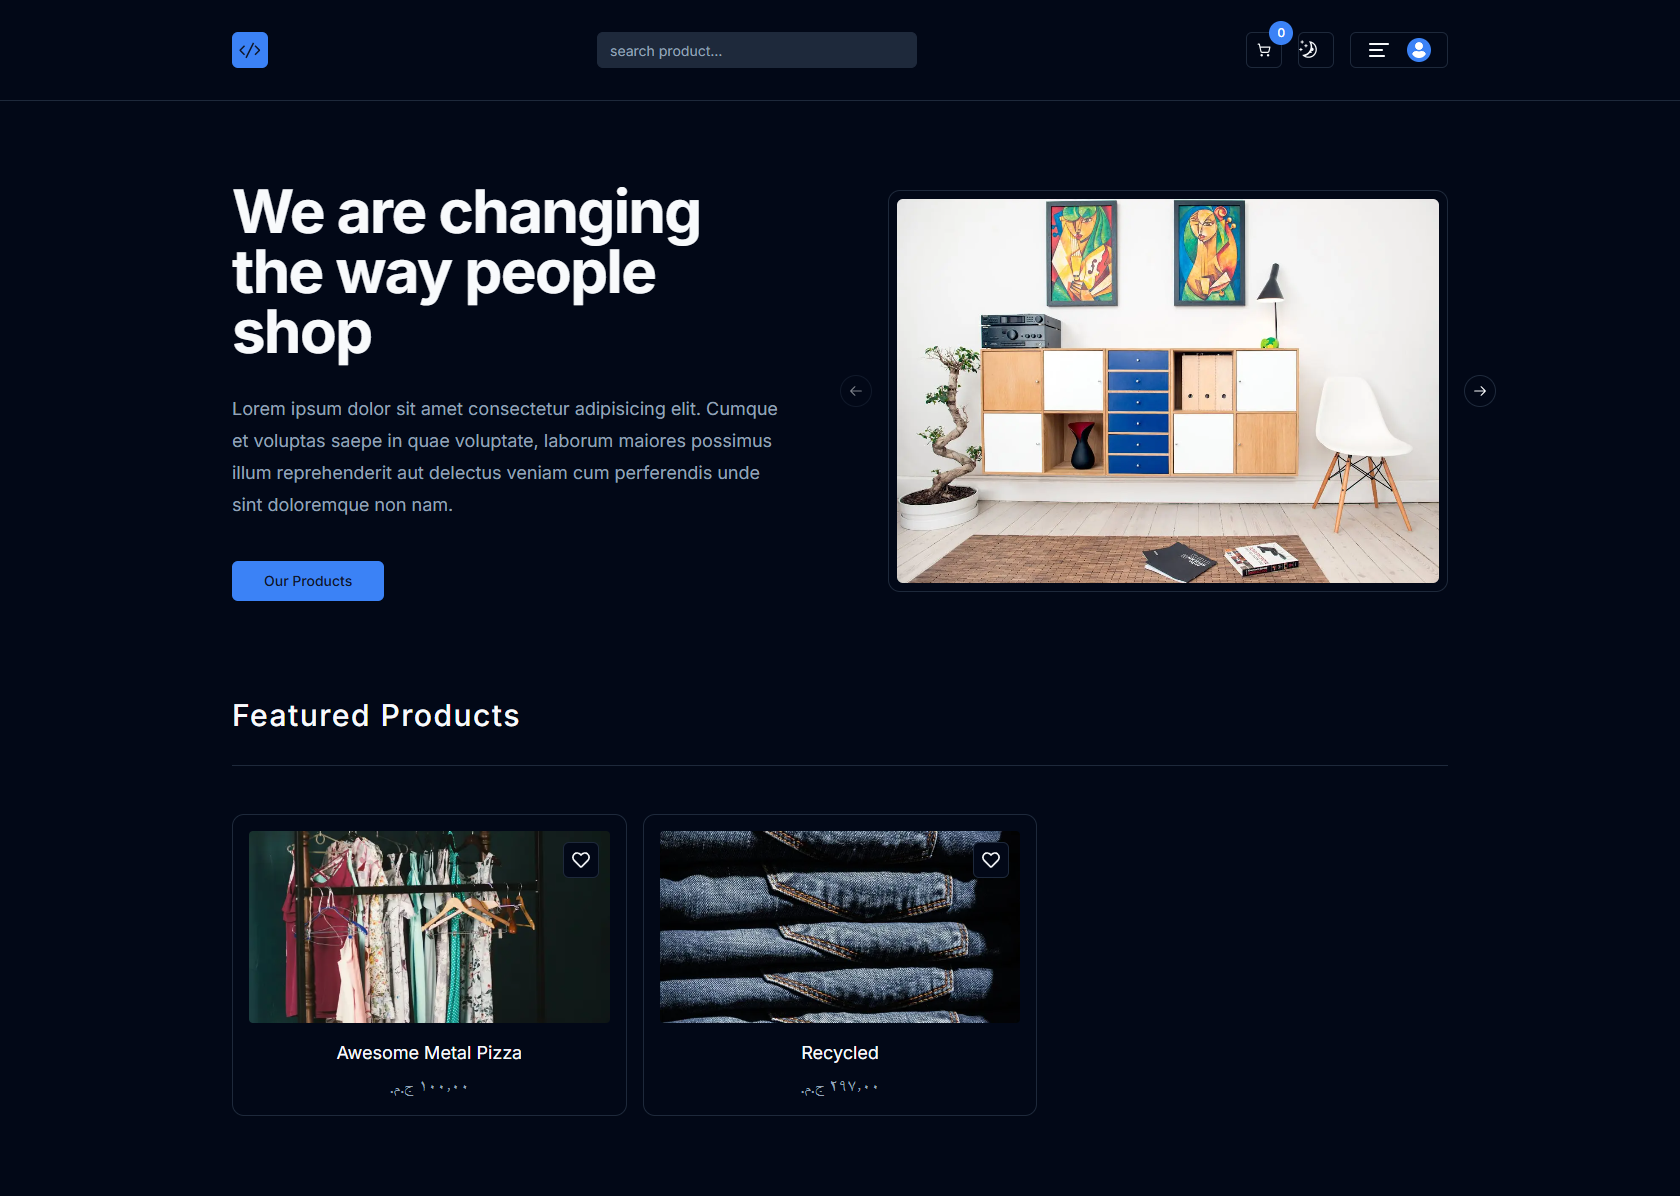 search product...
0
We are changing
the way people
shop
Lorem ipsum dolor sit amet consectetur adipisicing elit. Cumque
et voluptas saepe in quae voluptate, laborum maiores possimus
illum reprehenderit aut delectus veniam cum perferendis unde
sint doloremque non nam.
Our Products
Featured Products
Awesome Metal Pizza
١٠٠٫٠٠ ج.م.
Recycled
٢٩٧٫٠٠ ج.م.